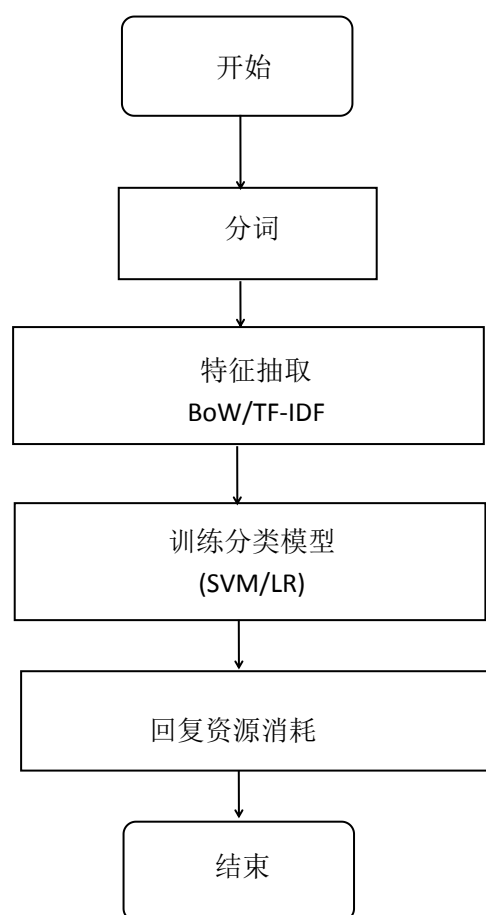 开始
分词
特征抽取
BoW/TF-IDF
训练分类模型
(SVM/LR)
回复资源消耗
结束